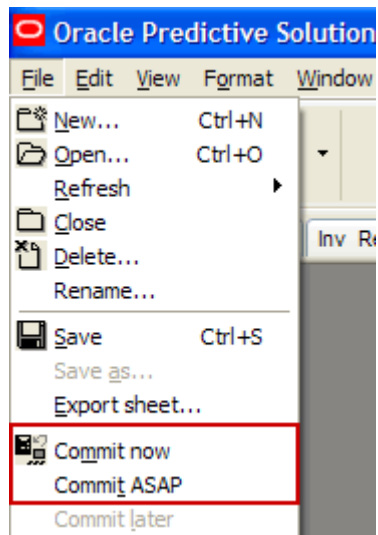 Oracle Predictive Solution
File Edit View Format Window
New... Ctrl+N
Open... Ctrl+O
Refresh
Close
Inv
Delete...
Rename...
Save Ctrl+S
Save as...
Export sheet...
Commit now
Commit ASAP
Commit later